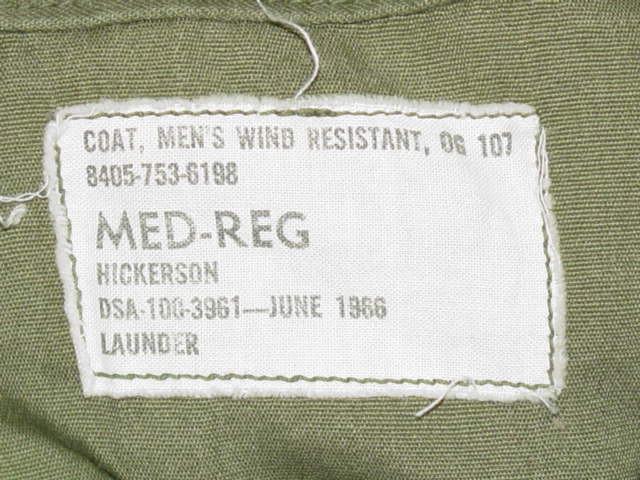 COAT, MEN'S WIND RESISTANT, OG 107
8405-753-6198
MED-REG
HICKERSON
DSA-100-3961—JUNE 1966
LAUNDER